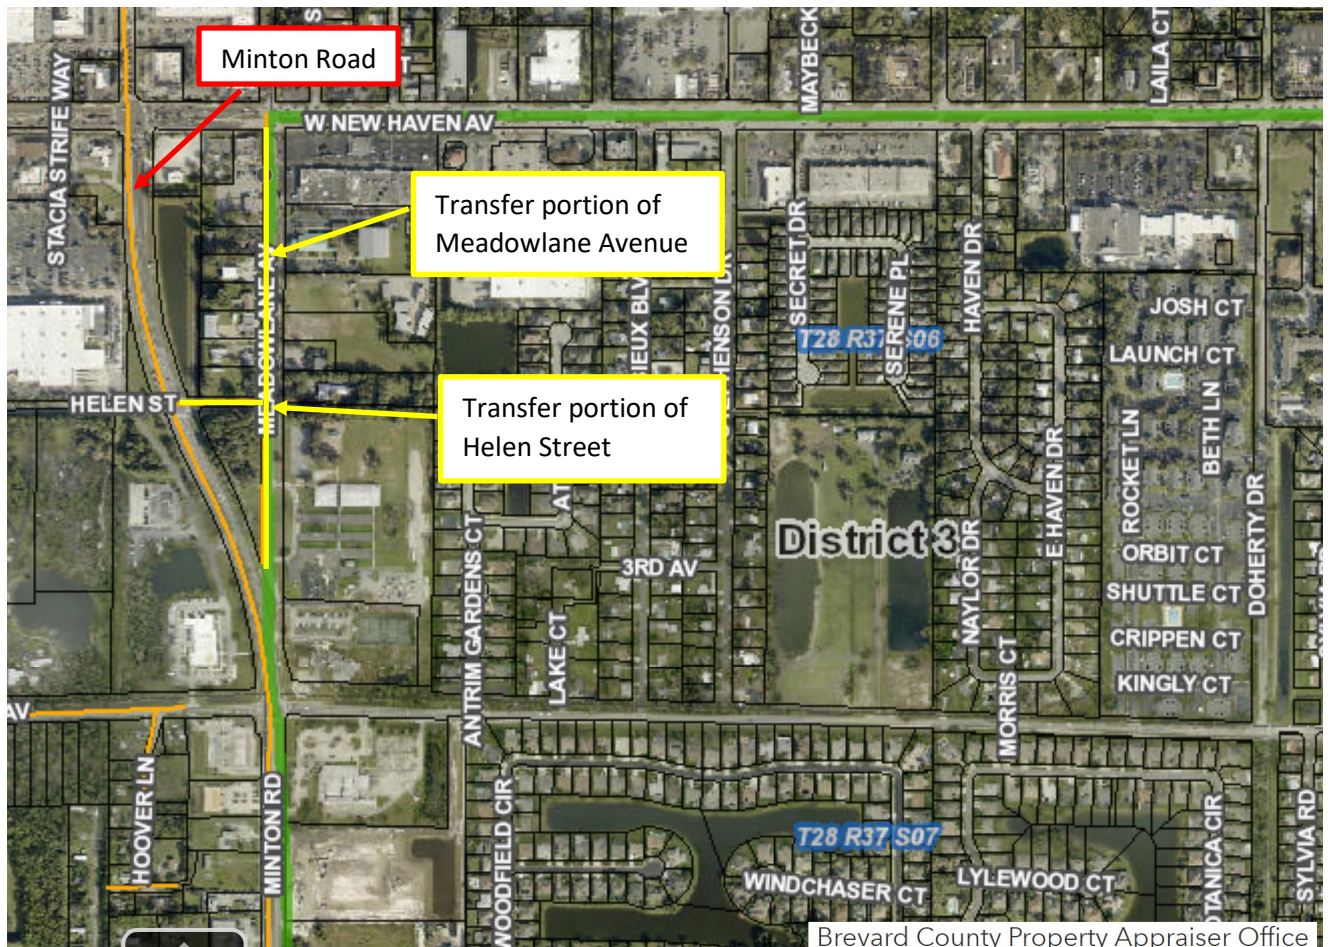 Minton Road
STACIA STRIFE WAY
MAYBECK
LAILA CT
W NEW HAVEN AV
Transfer portion of
Meadowlane Avenue
MEADOWLANE AV
SECRET DR
SERENE PL
HAVEN DR
JOSH CT
T28 R37 S06
LAUNCH CT
HELEN ST
Transfer portion of
Helen Street
BETH LN
ROCKET LN
E HAVEN DR
DOHERTY DR
District 3
ANTRIM GARDENS CT
3RD AV
NAYLOR DR
ORBIT CT
SHUTTLE CT
LAKE CT
CRIPPEN CT
MORRIS CT
KINGLY CT
AV
HOOVER LN
MINTON RD
WOODFIELD CIR
T28 R37 S07
WINDCHASER CT
LYLEWOOD CT
OTANICA CIR
SYLVIA RD
Brevard County Property Appraiser Office